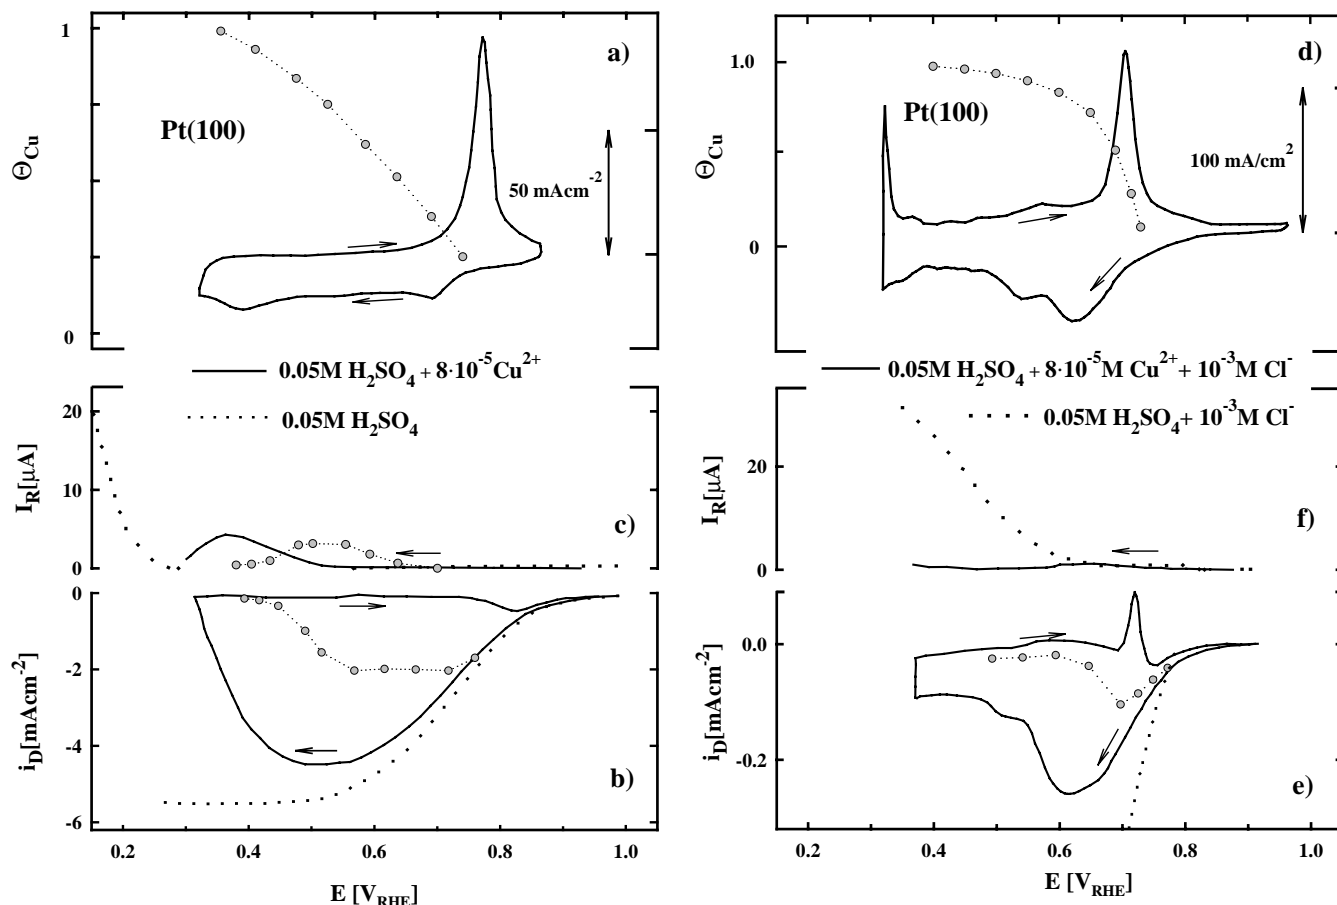 1
a)
Pt(100)
Θ_Cu
50 mAcm^-2
0
1.0
d)
Pt(100)
Θ_Cu
100 mA/cm^2
0
0.05M H_2SO_4 + 8·10^-5Cu^2+
0.05M H_2SO_4
0.05M H_2SO_4 + 8·10^-5M Cu^2+ + 10^-3M Cl^-
0.05M H_2SO_4+ 10^-3M Cl^-
20
10
0
I_R[μA]
c)
20
0
I_R[μA]
f)
0
-2
-4
-6
i_D[mAcm^-2]
b)
0.0
-0.2
i_D[mAcm^-2]
e)
0.2 0.4 0.6 0.8 1.0
E [V_RHE]
0.2 0.4 0.6 0.8 1.0
E [V_RHE]